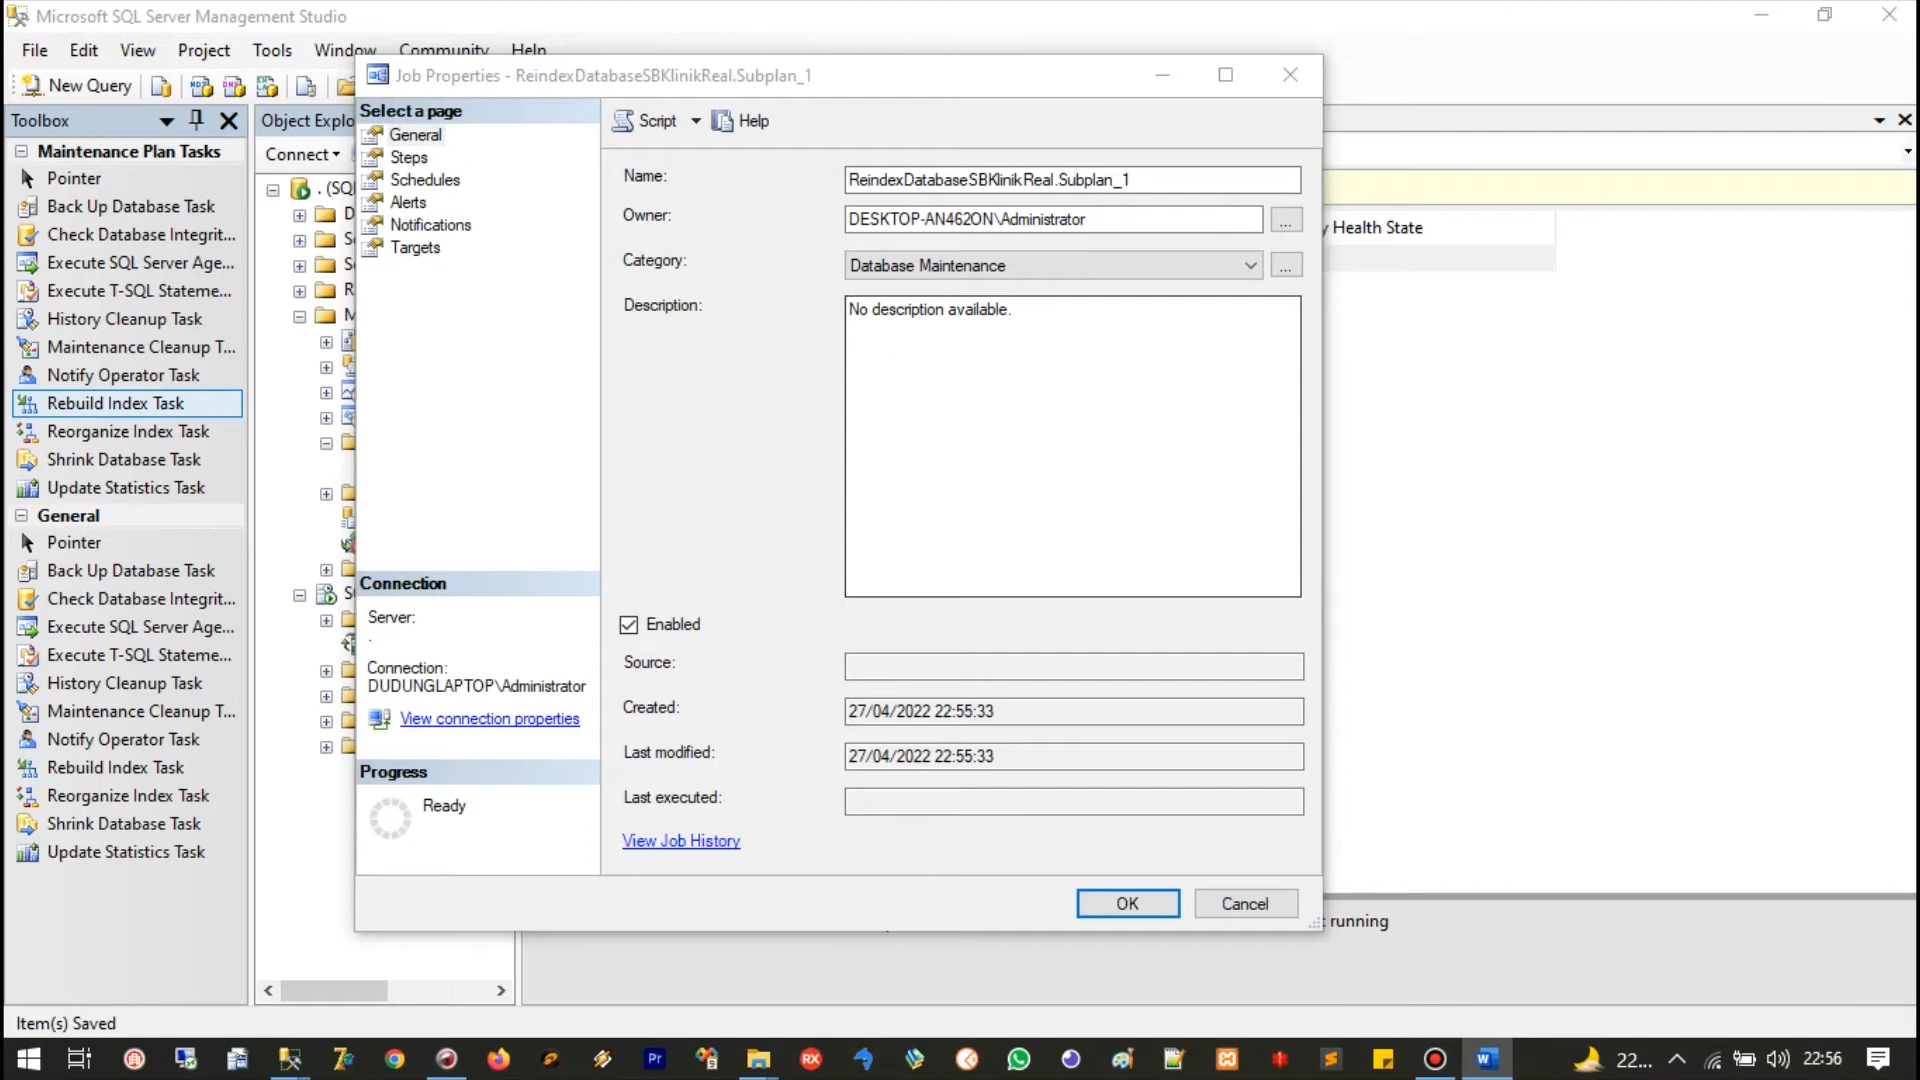 Microsoft SQL Server Management Studio
File Edit View Project Tools Window Community Help
New Query
Toolbox
Maintenance Plan Tasks
Pointer
Back Up Database Task
Check Database Integrit...
Execute SQL Server Age...
Execute T-SQL Stateme...
History Cleanup Task
Maintenance Cleanup T...
Notify Operator Task
Rebuild Index Task
Reorganize Index Task
Shrink Database Task
Update Statistics Task
General
Pointer
Back Up Database Task
Check Database Integrit...
Execute SQL Server Age...
Execute T-SQL Stateme...
History Cleanup Task
Maintenance Cleanup T...
Notify Operator Task
Rebuild Index Task
Reorganize Index Task
Shrink Database Task
Update Statistics Task
Object Explo
Connect
. (SQ
Job Properties - ReindexDatabaseSBKlinikReal.Subplan_1
Select a page
General
Steps
Schedules
Alerts
Notifications
Targets
Connection
Server:
.
Connection:
DUDUNGLAPTOP\Administrator
View connection properties
Progress
Ready
Script Help
Name: ReindexDatabaseSBKlinikReal.Subplan_1
Owner: DESKTOP-AN462ON\Administrator ...
Category: Database Maintenance ...
Description: No description available.
Enabled
Source:
Created: 27/04/2022 22:55:33
Last modified: 27/04/2022 22:55:33
Last executed:
View Job History
OK Cancel
y Health State
running
Item(s) Saved
22... 22:56